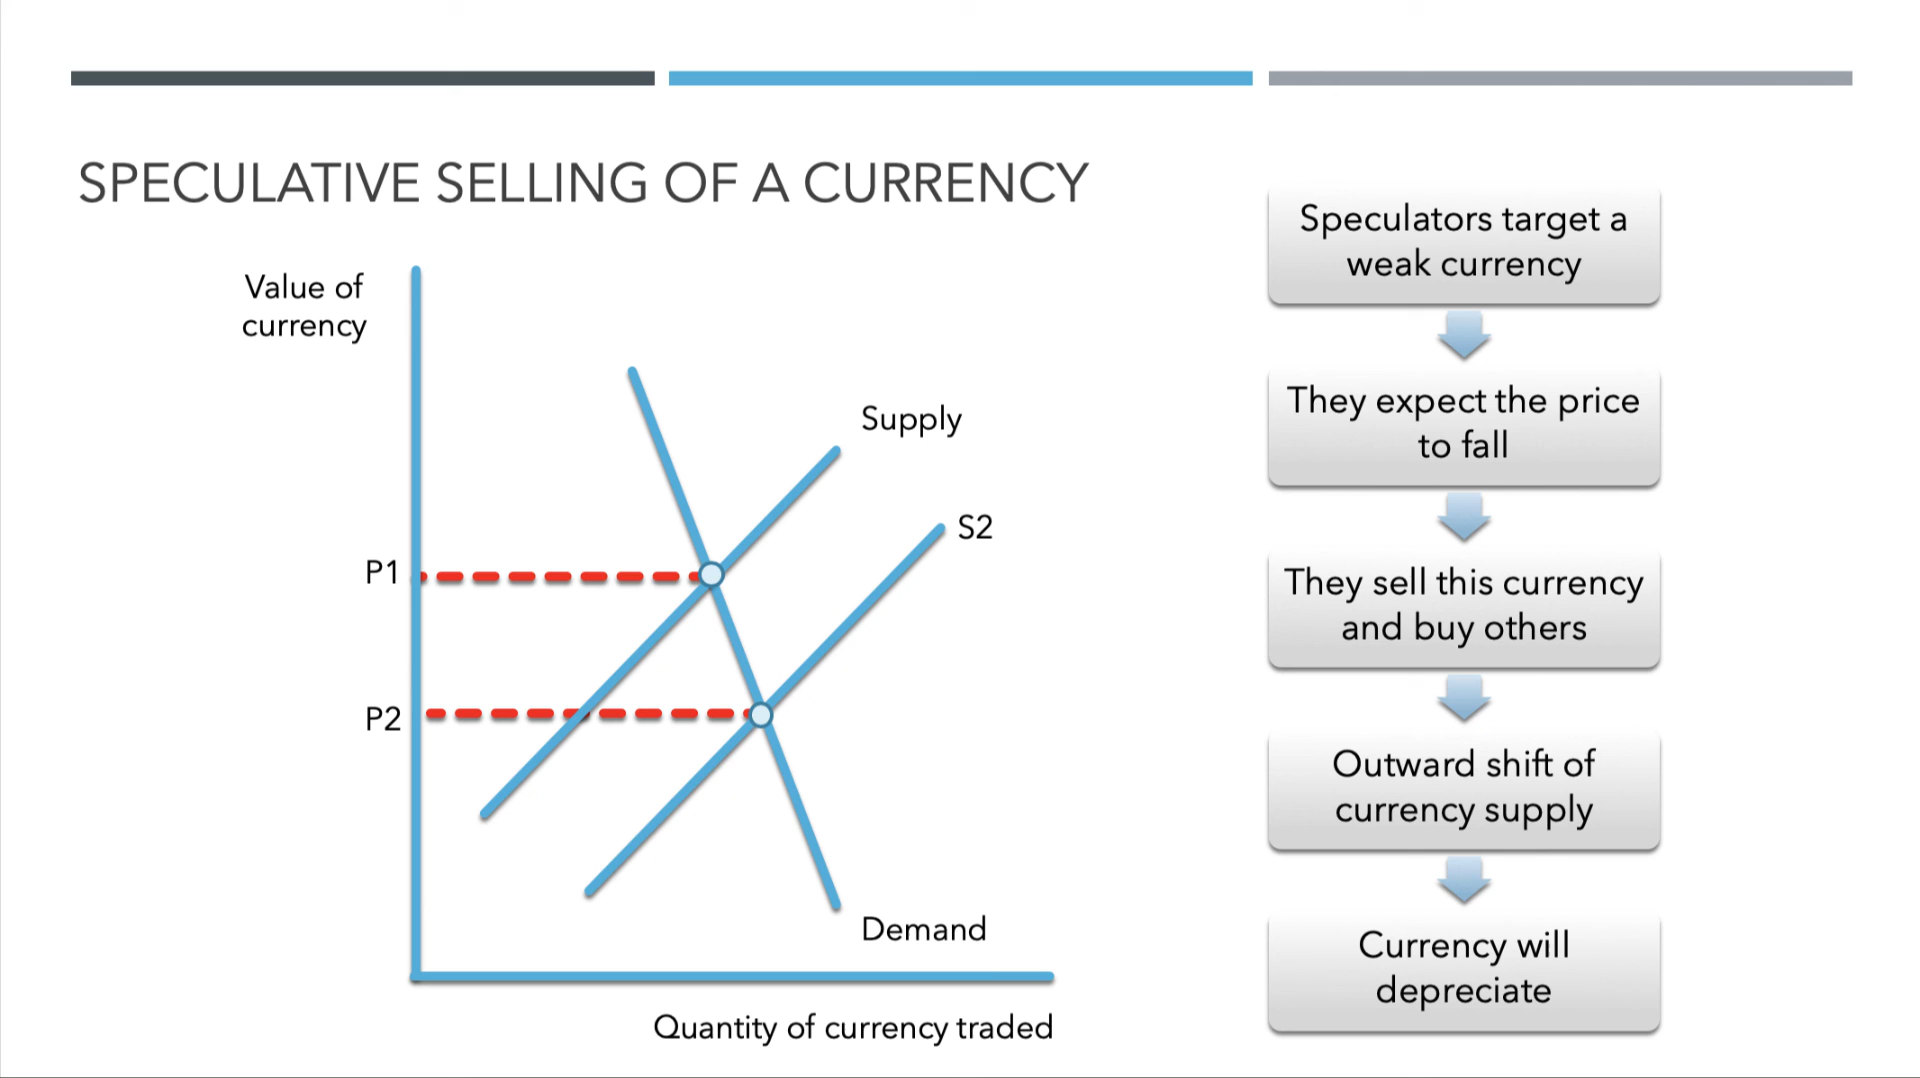 SPECULATIVE SELLING OF A CURRENCY
Value of
currency
Supply
S2
P1
P2
Demand
Quantity of currency traded
Speculators target a
weak currency
They expect the price
to fall
They sell this currency
and buy others
Outward shift of
currency supply
Currency will
depreciate